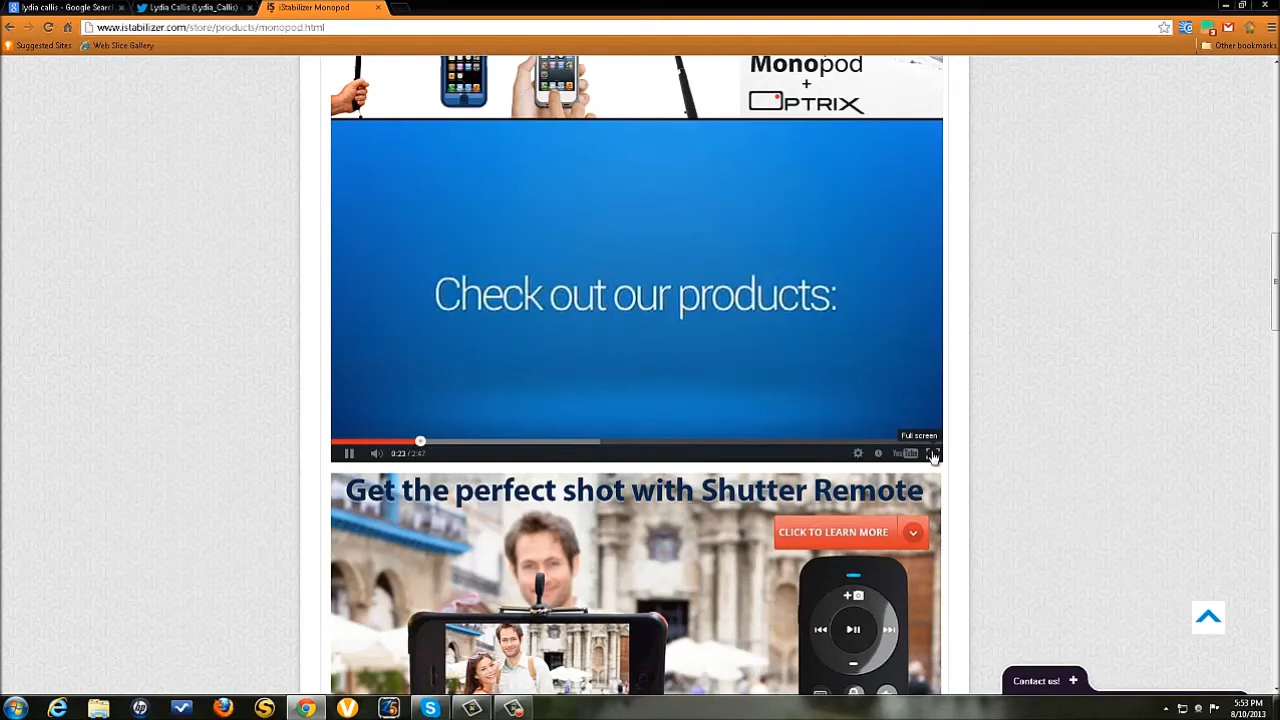 lydia callis - Google Searc
Lydia Callis (Lydia_Callis)
iStabilizer Monopod
www.istabilizer.com/store/products/monopod.html
Suggested Sites
Web Slice Gallery
Other bookmarks
Monopod
+
OPTRIX
Check out our products:
Full screen
0:23 / 2:47
YouTube
Get the perfect shot with Shutter Remote
CLICK TO LEARN MORE
Contact us! +
5:53 PM
8/10/2013